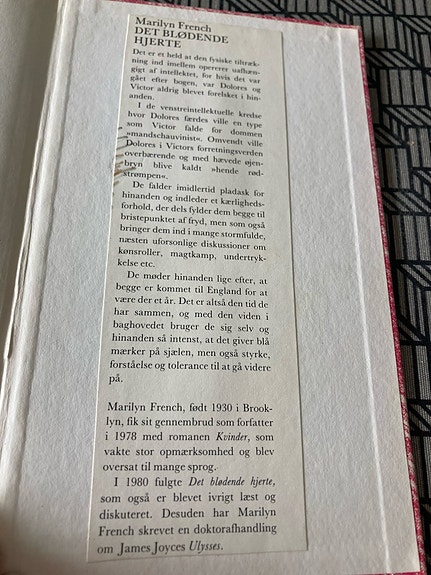 Marilyn French
DET BLØDENDE
HJERTE
Det er et held at den fysiske tiltræk-
ning ind imellem opererer uafhæn-
gigt af intellektet, for hvis det var
gået efter bogen, var Dolores og
Victor aldrig blevet forelsket i hin-
anden.
I de venstreintellektuelle kredse
hvor Dolores færdes ville en type
som Victor falde for dommen
»mandschauvinist«. Omvendt ville
Dolores i Victors forretningsverden
overbærende og med hævede øjen-
bryn blive kaldt »hende rød-
strømpen«.
De falder imidlertid pladask for
hinanden og indleder et kærligheds-
forhold, der dels fylder dem begge til
bristepunktet af fryd, men som også
bringer dem ind i mange stormfulde,
næsten uforsonlige diskussioner om
kønsroller, magtkamp, undertryk-
kelse etc.
De møder hinanden lige efter, at
begge er kommet til England for at
være der et år. Det er altså den tid de
har sammen, og med den viden i
baghovedet bruger de sig selv og
hinanden så intenst, at det giver blå
mærker på sjælen, men også styrke,
forståelse og tolerance til at gå videre
på.
Marilyn French, født 1930 i Brook-
lyn, fik sit gennembrud som forfatter
i 1978 med romanen Kvinder, som
vakte stor opmærksomhed og blev
oversat til mange sprog.
I 1980 fulgte Det blødende hjerte,
som også er blevet ivrigt læst og
diskuteret. Desuden har Marilyn
French skrevet en doktorafhandling
om James Joyces Ulysses.